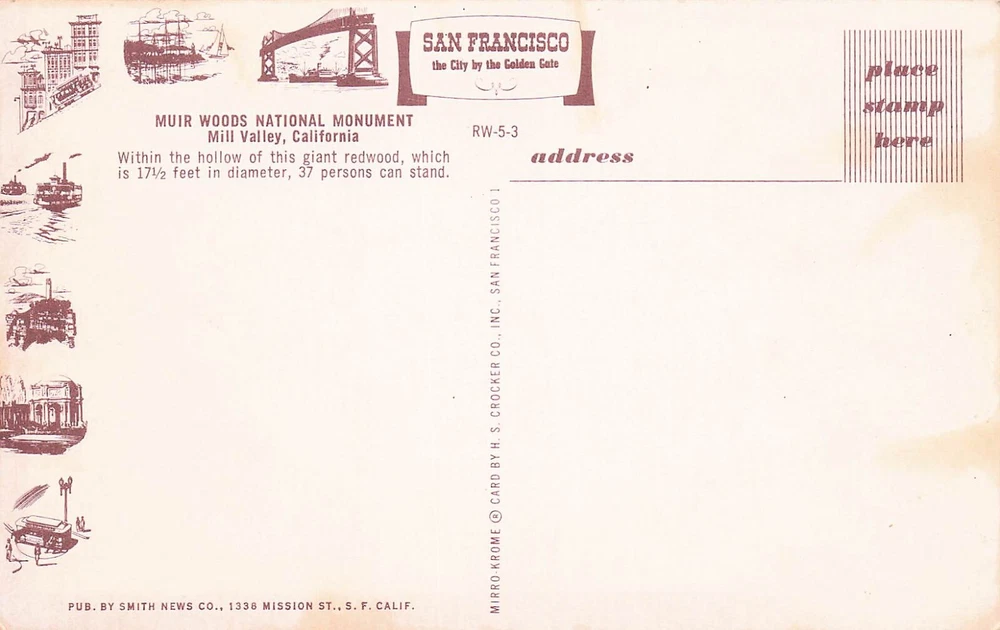 SAN FRANCISCO
the City by the Golden Gate
MUIR WOODS NATIONAL MONUMENT
Mill Valley, California
Within the hollow of this giant redwood, which
is 17½ feet in diameter, 37 persons can stand.
RW-5-3
place
stamp
here
address
MIRRO-KROME ® CARD BY H. S. CROCKER CO., INC., SAN FRANCISCO 1
PUB. BY SMITH NEWS CO., 1338 MISSION ST., S. F. CALIF.